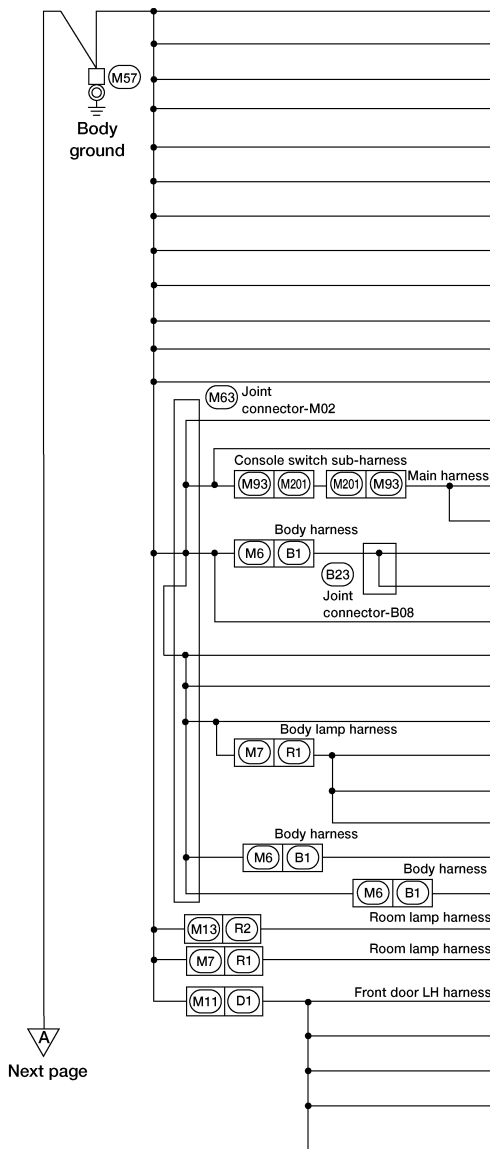 M57
Body
ground
M63 Joint
connector-M02
Console switch sub-harness
M93 M201 M201 M93 Main harness
Body harness
M6 B1
B23
Joint
connector-B08
Body lamp harness
M7 R1
Body harness
M6 B1
Body harness
M6 B1
Room lamp harness
M13 R2
Room lamp harness
M7 R1
Front door LH harness
M11 D1
A
Next page